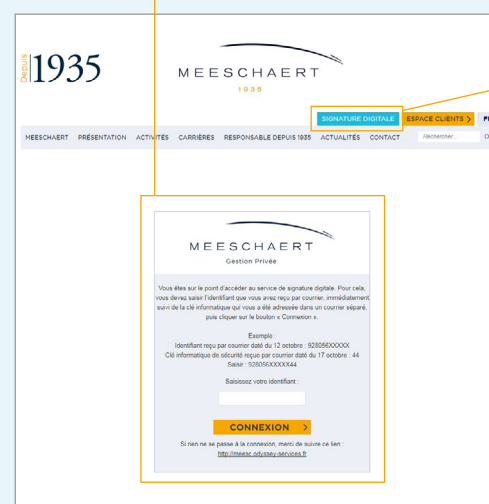 Depuis 1935
MEESCHAERT
1935
SIGNATURE DIGITALE
ESPACE CLIENTS >
MEESCHAERT PRÉSENTATION ACTIVITÉS CARRIÈRES RESPONSABLE DEPUIS 1935 ACTUALITÉS CONTACT Rechercher...
MEESCHAERT
Gestion Privée
Vous êtes sur le point d'accéder au service de signature digitale. Pour cela,
vous devez saisir l'identifiant que vous avez reçu par courrier, immédiatement
suivi de la clé informatique qui vous a été adressée dans un courrier séparé,
puis cliquer sur le bouton « Connexion ».
Exemple :
Identifiant reçu par courrier daté du 12 octobre : 928056XXXXX
Clé informatique de sécurité reçue par courrier daté du 17 octobre : 44
Saisir : 928056XXXXX44
Saisissez votre identifiant :
CONNEXION >
Si rien ne se passe à la connexion, merci de suivre ce lien :
http://meesc.odyssey-services.fr